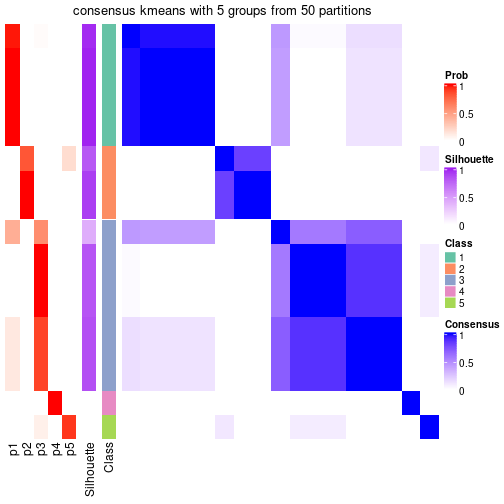 consensus kmeans with 5 groups from 50 partitions
Prob
1
0.5
0
Silhouette
1
0.5
0
Class
1
2
3
4
5
Consensus
1
0.5
0
p1
p2
p3
p4
p5
Silhouette
Class